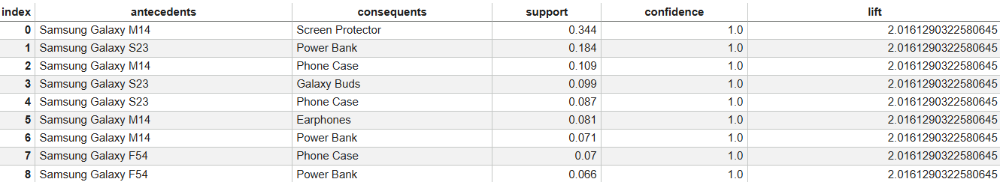 index antecedents consequents support confidence lift
0 Samsung Galaxy M14 Screen Protector 0.344 1.0 2.0161290322580645
1 Samsung Galaxy S23 Power Bank 0.184 1.0 2.0161290322580645
2 Samsung Galaxy M14 Phone Case 0.109 1.0 2.0161290322580645
3 Samsung Galaxy S23 Galaxy Buds 0.099 1.0 2.0161290322580645
4 Samsung Galaxy S23 Phone Case 0.087 1.0 2.0161290322580645
5 Samsung Galaxy M14 Earphones 0.081 1.0 2.0161290322580645
6 Samsung Galaxy M14 Power Bank 0.071 1.0 2.0161290322580645
7 Samsung Galaxy F54 Phone Case 0.07 1.0 2.0161290322580645
8 Samsung Galaxy F54 Power Bank 0.066 1.0 2.0161290322580645